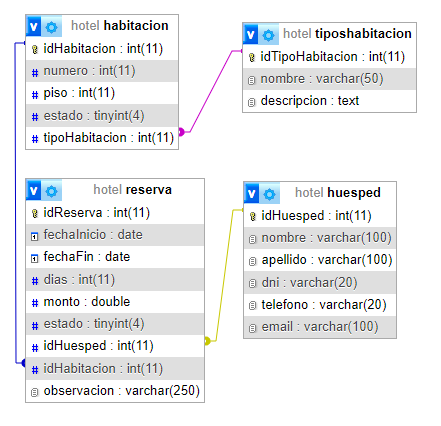 hotel habitacion
idHabitacion : int(11)
numero : int(11)
piso : int(11)
estado : tinyint(4)
tipoHabitacion : int(11)
hotel tiposhabitacion
idTipoHabitacion : int(11)
nombre : varchar(50)
descripcion : text
hotel reserva
idReserva : int(11)
fechaInicio : date
fechaFin : date
dias : int(11)
monto : double
estado : tinyint(4)
idHuesped : int(11)
idHabitacion : int(11)
observacion : varchar(250)
hotel huesped
idHuesped : int(11)
nombre : varchar(100)
apellido : varchar(100)
dni : varchar(20)
telefono : varchar(20)
email : varchar(100)